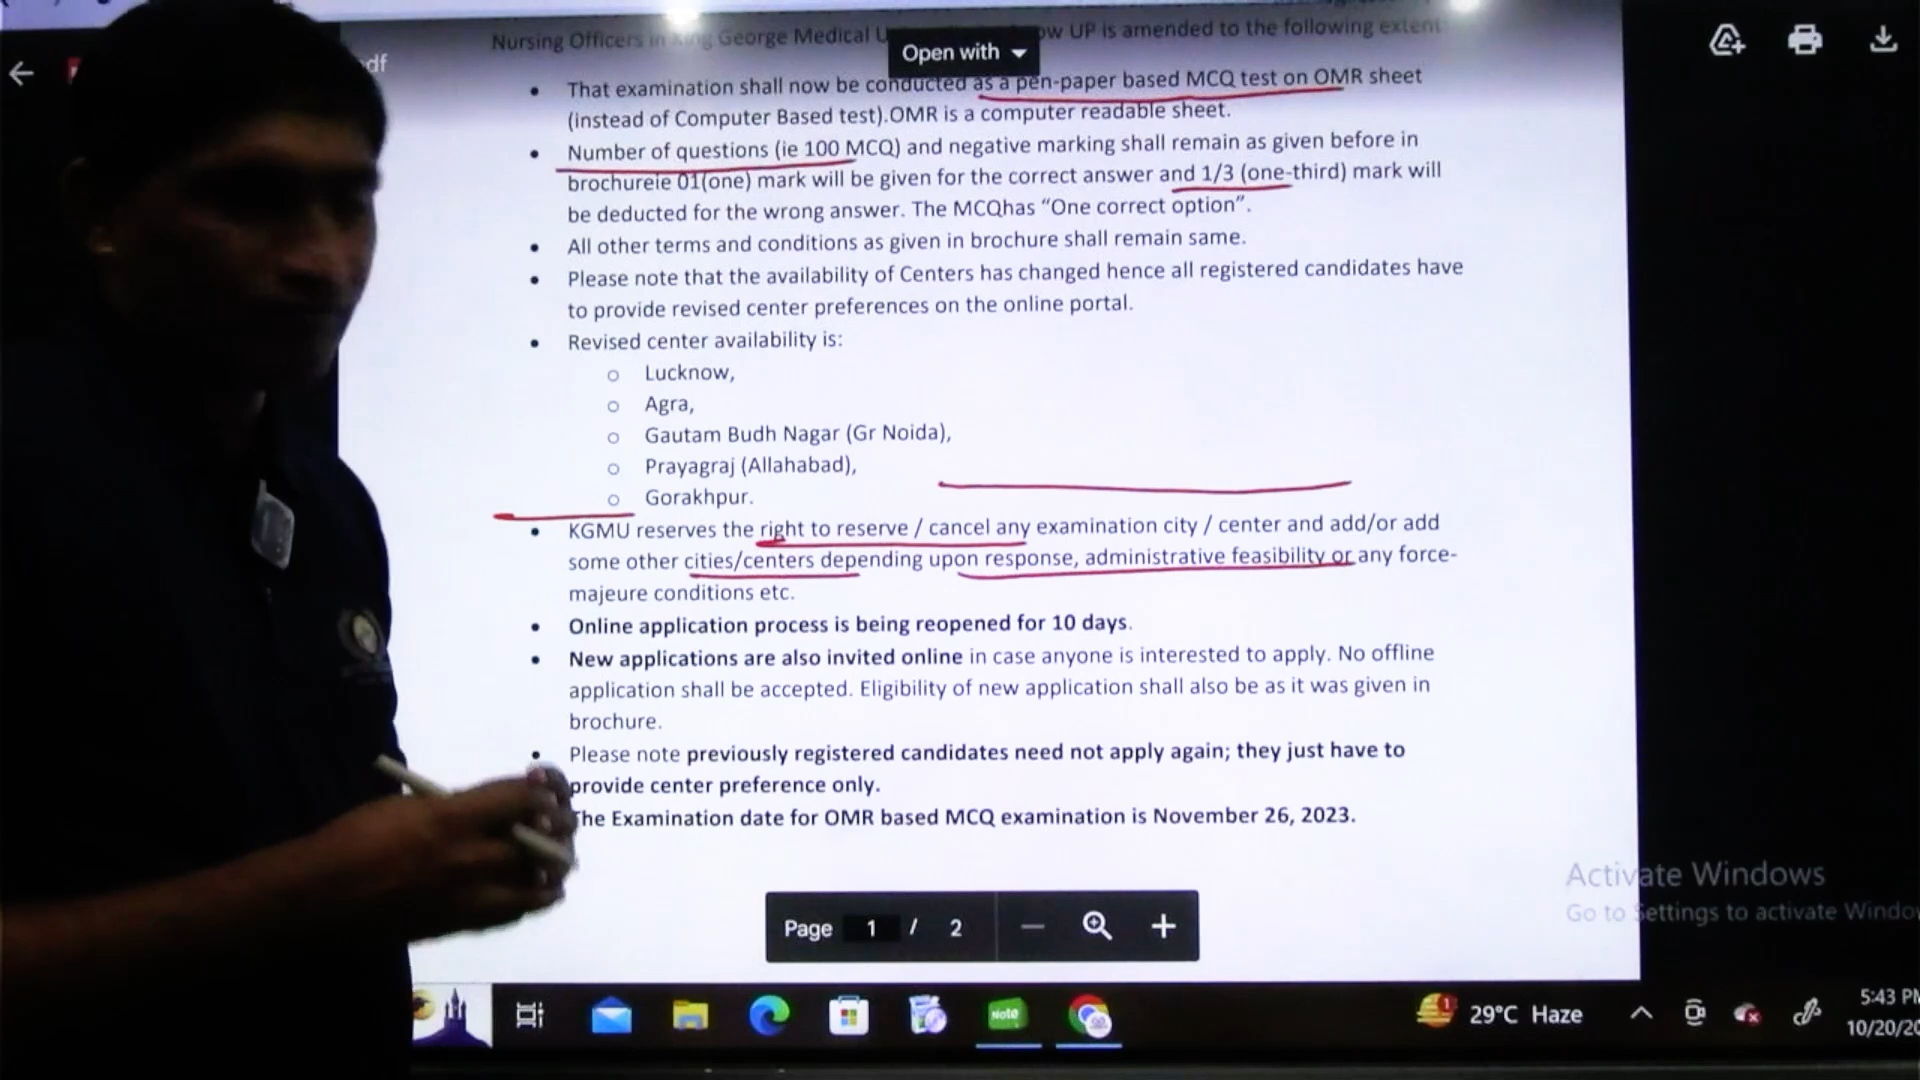 Nursing Officers in King George Medical U
ow UP is amended to the following extent
df
Open with
• That examination shall now be conducted as a pen-paper based MCQ test on OMR sheet
(instead of Computer Based test).OMR is a computer readable sheet.
• Number of questions (ie 100 MCQ) and negative marking shall remain as given before in
brochureie 01(one) mark will be given for the correct answer and 1/3 (one-third) mark will
be deducted for the wrong answer. The MCQhas “One correct option”.
• All other terms and conditions as given in brochure shall remain same.
• Please note that the availability of Centers has changed hence all registered candidates have
to provide revised center preferences on the online portal.
• Revised center availability is:
o Lucknow,
o Agra,
o Gautam Budh Nagar (Gr Noida),
o Prayagraj (Allahabad),
o Gorakhpur.
• KGMU reserves the right to reserve / cancel any examination city / center and add/or add
some other cities/centers depending upon response, administrative feasibility or any force-
majeure conditions etc.
• Online application process is being reopened for 10 days.
• New applications are also invited online in case anyone is interested to apply. No offline
application shall be accepted. Eligibility of new application shall also be as it was given in
brochure.
• Please note previously registered candidates need not apply again; they just have to
provide center preference only.
The Examination date for OMR based MCQ examination is November 26, 2023.
Activate Windows
Go to Settings to activate Windo
Page 1 / 2
Note
1
29°C Haze
5:43 PM
10/20/20